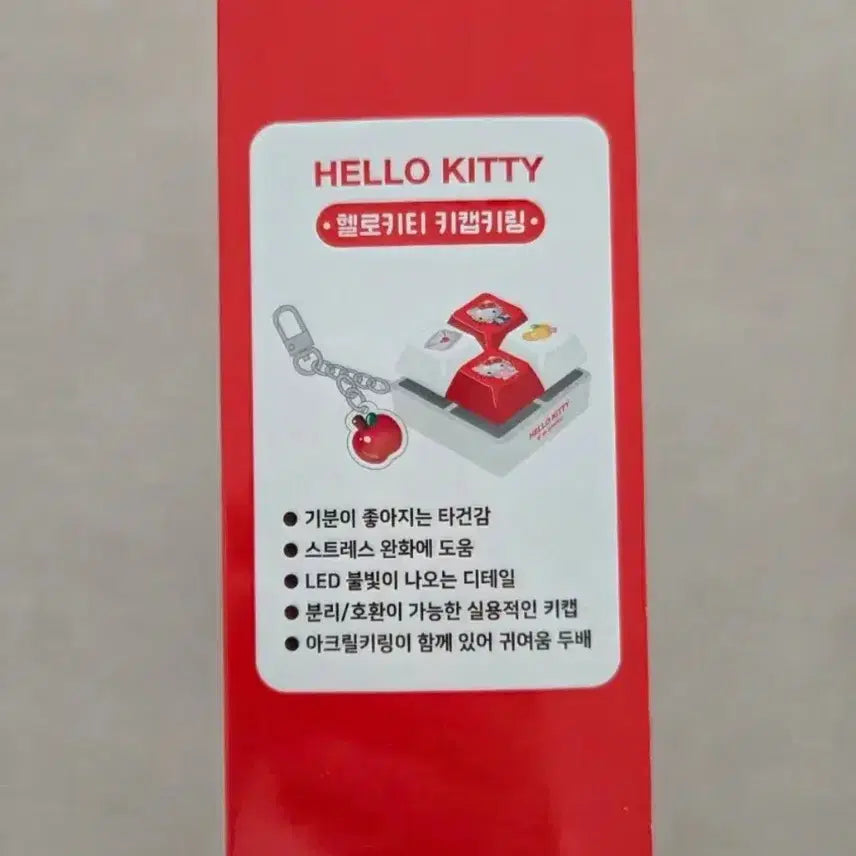 HELLO KITTY
헬로키티 키캡키링
HELLO KITTY
● 기분이 좋아지는 타건감
● 스트레스 완화에 도움
● LED 불빛이 나오는 디테일
● 분리/호환이 가능한 실용적인 키캡
● 아크릴키링이 함께 있어 귀여움 두배